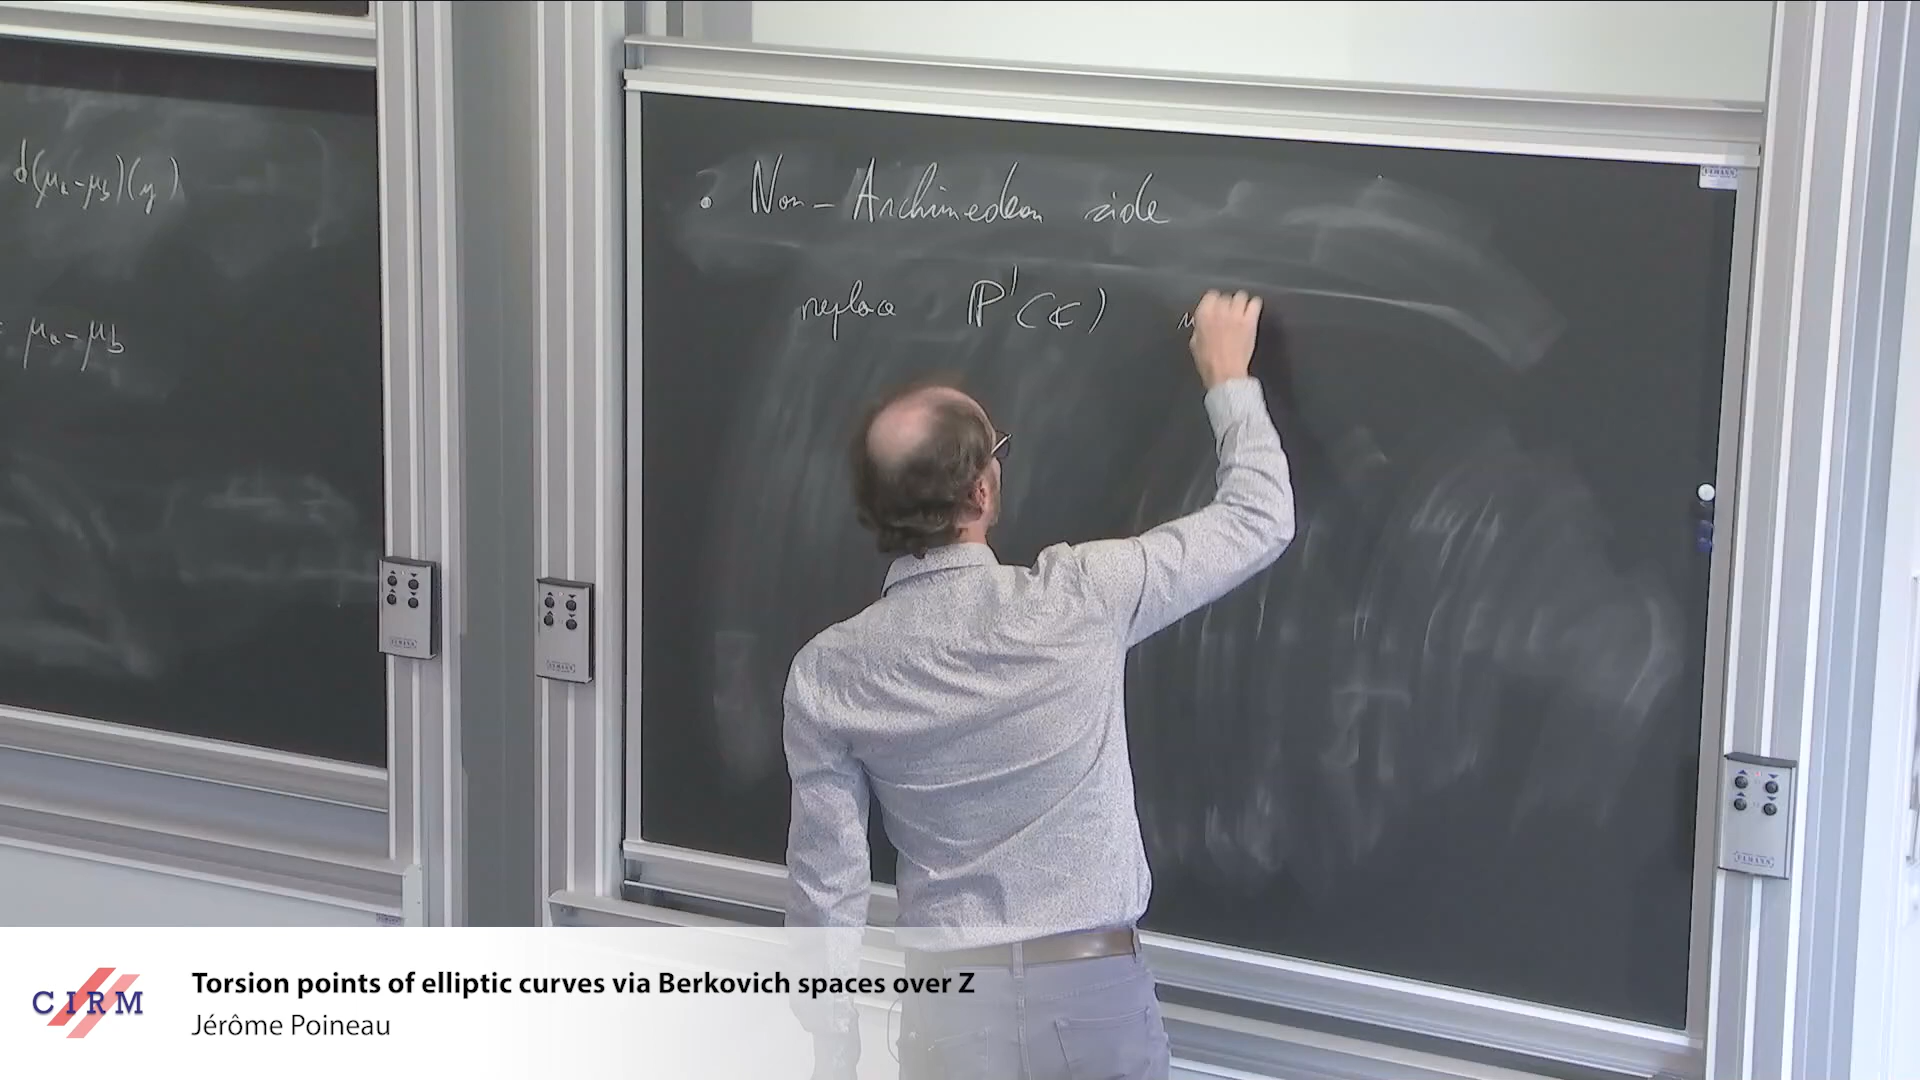 d(μa-μb)(y)
= μa-μb
• Non-Archimedean side
replace ℙ¹(ℂ)
CIRM
Torsion points of elliptic curves via Berkovich spaces over Z
Jérôme Poineau